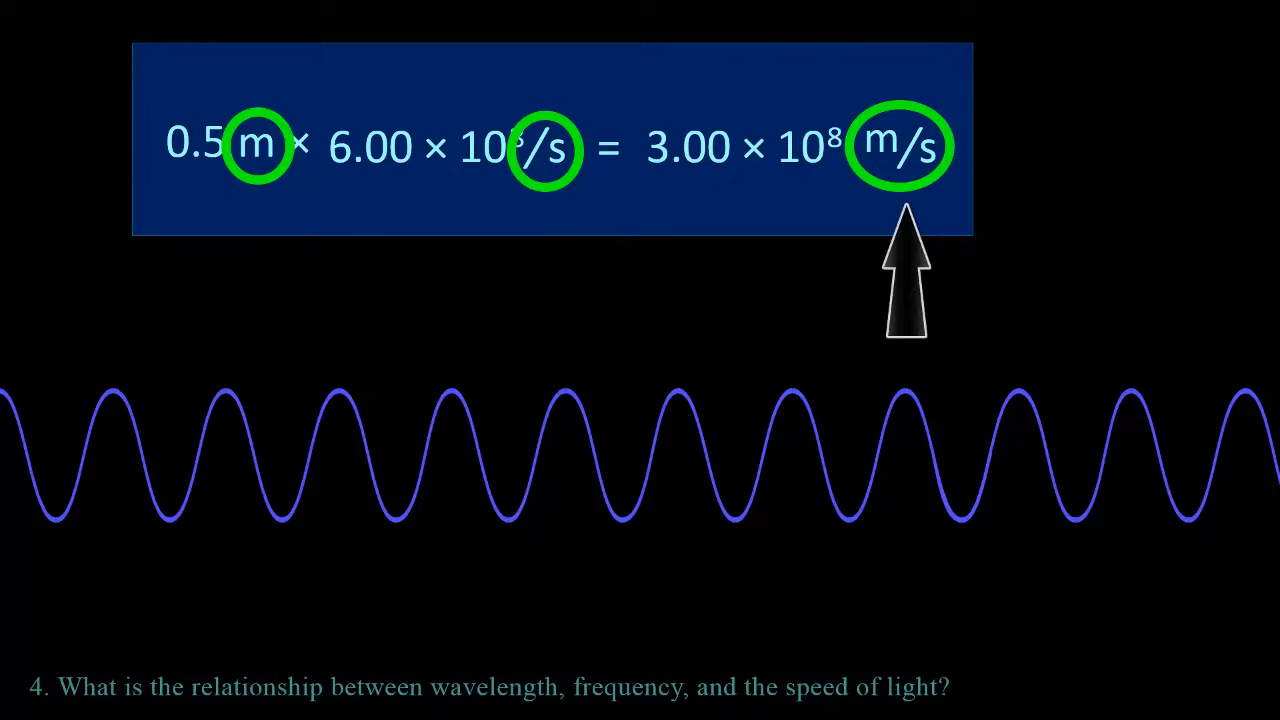 0.5 m × 6.00 × 10⁸/s = 3.00 × 10⁸ m/s
4. What is the relationship between wavelength, frequency, and the speed of light?